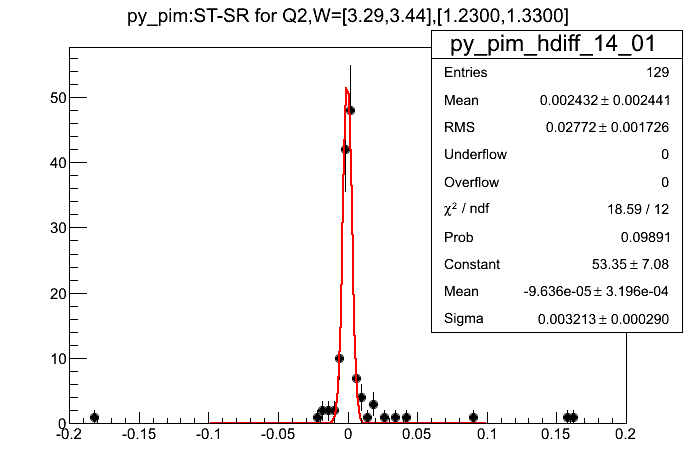 py_pim:ST-SR for Q2,W=[3.29,3.44],[1.2300,1.3300]
py_pim_hdiff_14_01
Entries 129
Mean 0.002432 ± 0.002441
RMS 0.02772 ± 0.001726
Underflow 0
Overflow 0
χ² / ndf 18.59 / 12
Prob 0.09891
Constant 53.35 ± 7.08
Mean -9.636e-05 ± 3.196e-04
Sigma 0.003213 ± 0.000290
50
40
30
20
10
0
-0.2 -0.15 -0.1 -0.05 0 0.05 0.1 0.15 0.2